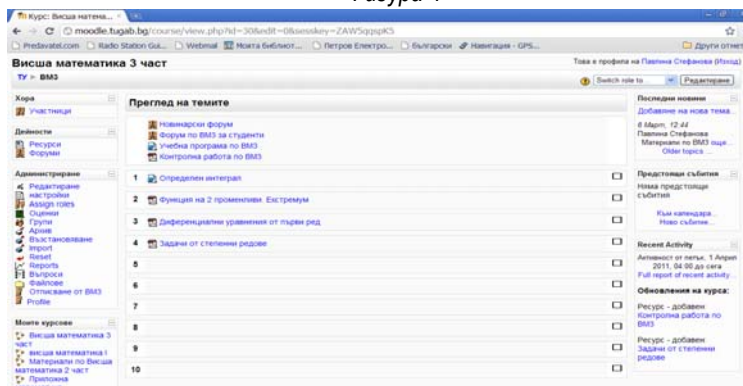 Фигура 4
Курс: Висша матема...
moodle.tugab.bg/course/view.php?id=30&edit=0&sesskey=ZAW5qqspK5
Predavatel.com
Radio Station Gui...
Webmail
Моята библиот...
Петров Електро...
български
Навигация - GPS...
Други отмет
Висша математика 3 част
Това е профила на Павлина Стефанова (Изход)
ТУ ► ВМ3
Switch role to...
Редактиране
Хора
Участници
Дейности
Ресурси
Форуми
Администриране
Редактиране
настройки
Assign roles
Оценки
Групи
Архив
Възстановяване
Import
Reset
Reports
Въпроси
Файлове
Отписване от ВМ3
Profile
Моите курсове
Висша математика 3
част
висша математика I
Материали по Висша
математика 2 част
Приложна
Преглед на темите
Новинарски форум
Форум по ВМ3 за студенти
Учебна програма по ВМ3
Контролна работа по ВМ3
1 Определен интеграл
2 Функция на 2 променливи. Екстремум
3 Диференциални уравнения от първи ред
4 Задачи от степенни редове
5
6
7
8
9
10
Последни новини
Добавяне на нова тема...
6 Март, 12:44
Павлина Стефанова
Материали по ВМ3 още...
Older topics ...
Предстоящи събития
Няма предстоящи
събития
Към календара...
Ново събитие...
Recent Activity
Активност от петък, 1 Април
2011, 04:00 до сега
Full report of recent activity...
Обновления на курса:
Ресурс - добавен
Контролна работа по
ВМ3
Ресурс - добавен
Задачи от степенни
редове